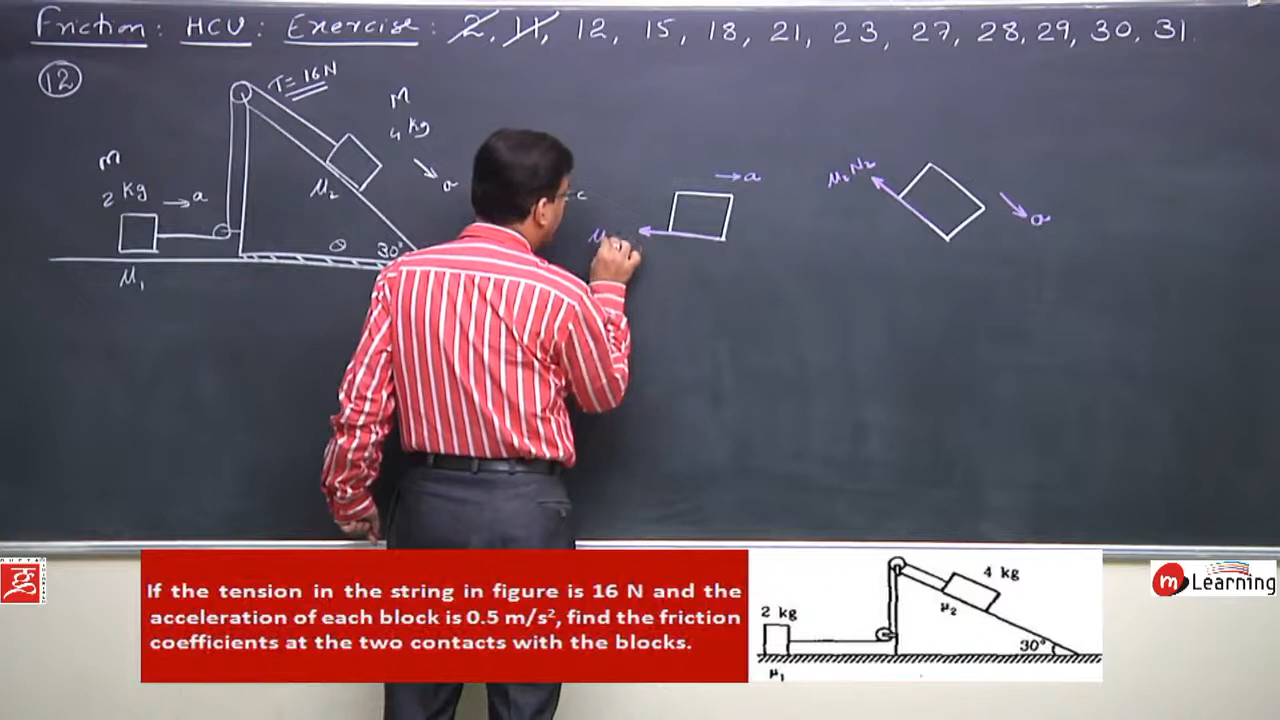 Friction : HCV : Exercise : 2, 11, 12, 15, 18, 21, 23, 27, 28, 29, 30, 31
12
T = 16 N
M
4 kg
a
m
2 kg
a
μ2
θ
30°
μ1
a
μ
μ2N2
a
If the tension in the string in figure is 16 N and the
acceleration of each block is 0.5 m/s², find the friction
coefficients at the two contacts with the blocks.
4 kg
2 kg
μ2
30°
μ1
m Learning